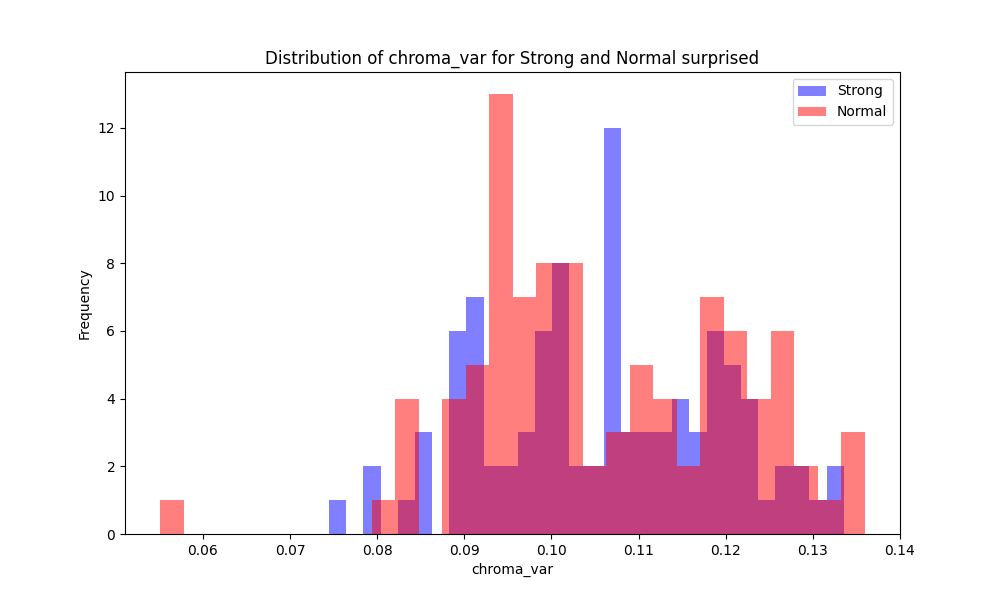 Distribution of chroma_var for Strong and Normal surprised
Strong
Normal
12
10
8
6
4
2
0
Frequency
0.06 0.07 0.08 0.09 0.10 0.11 0.12 0.13 0.14
chroma_var